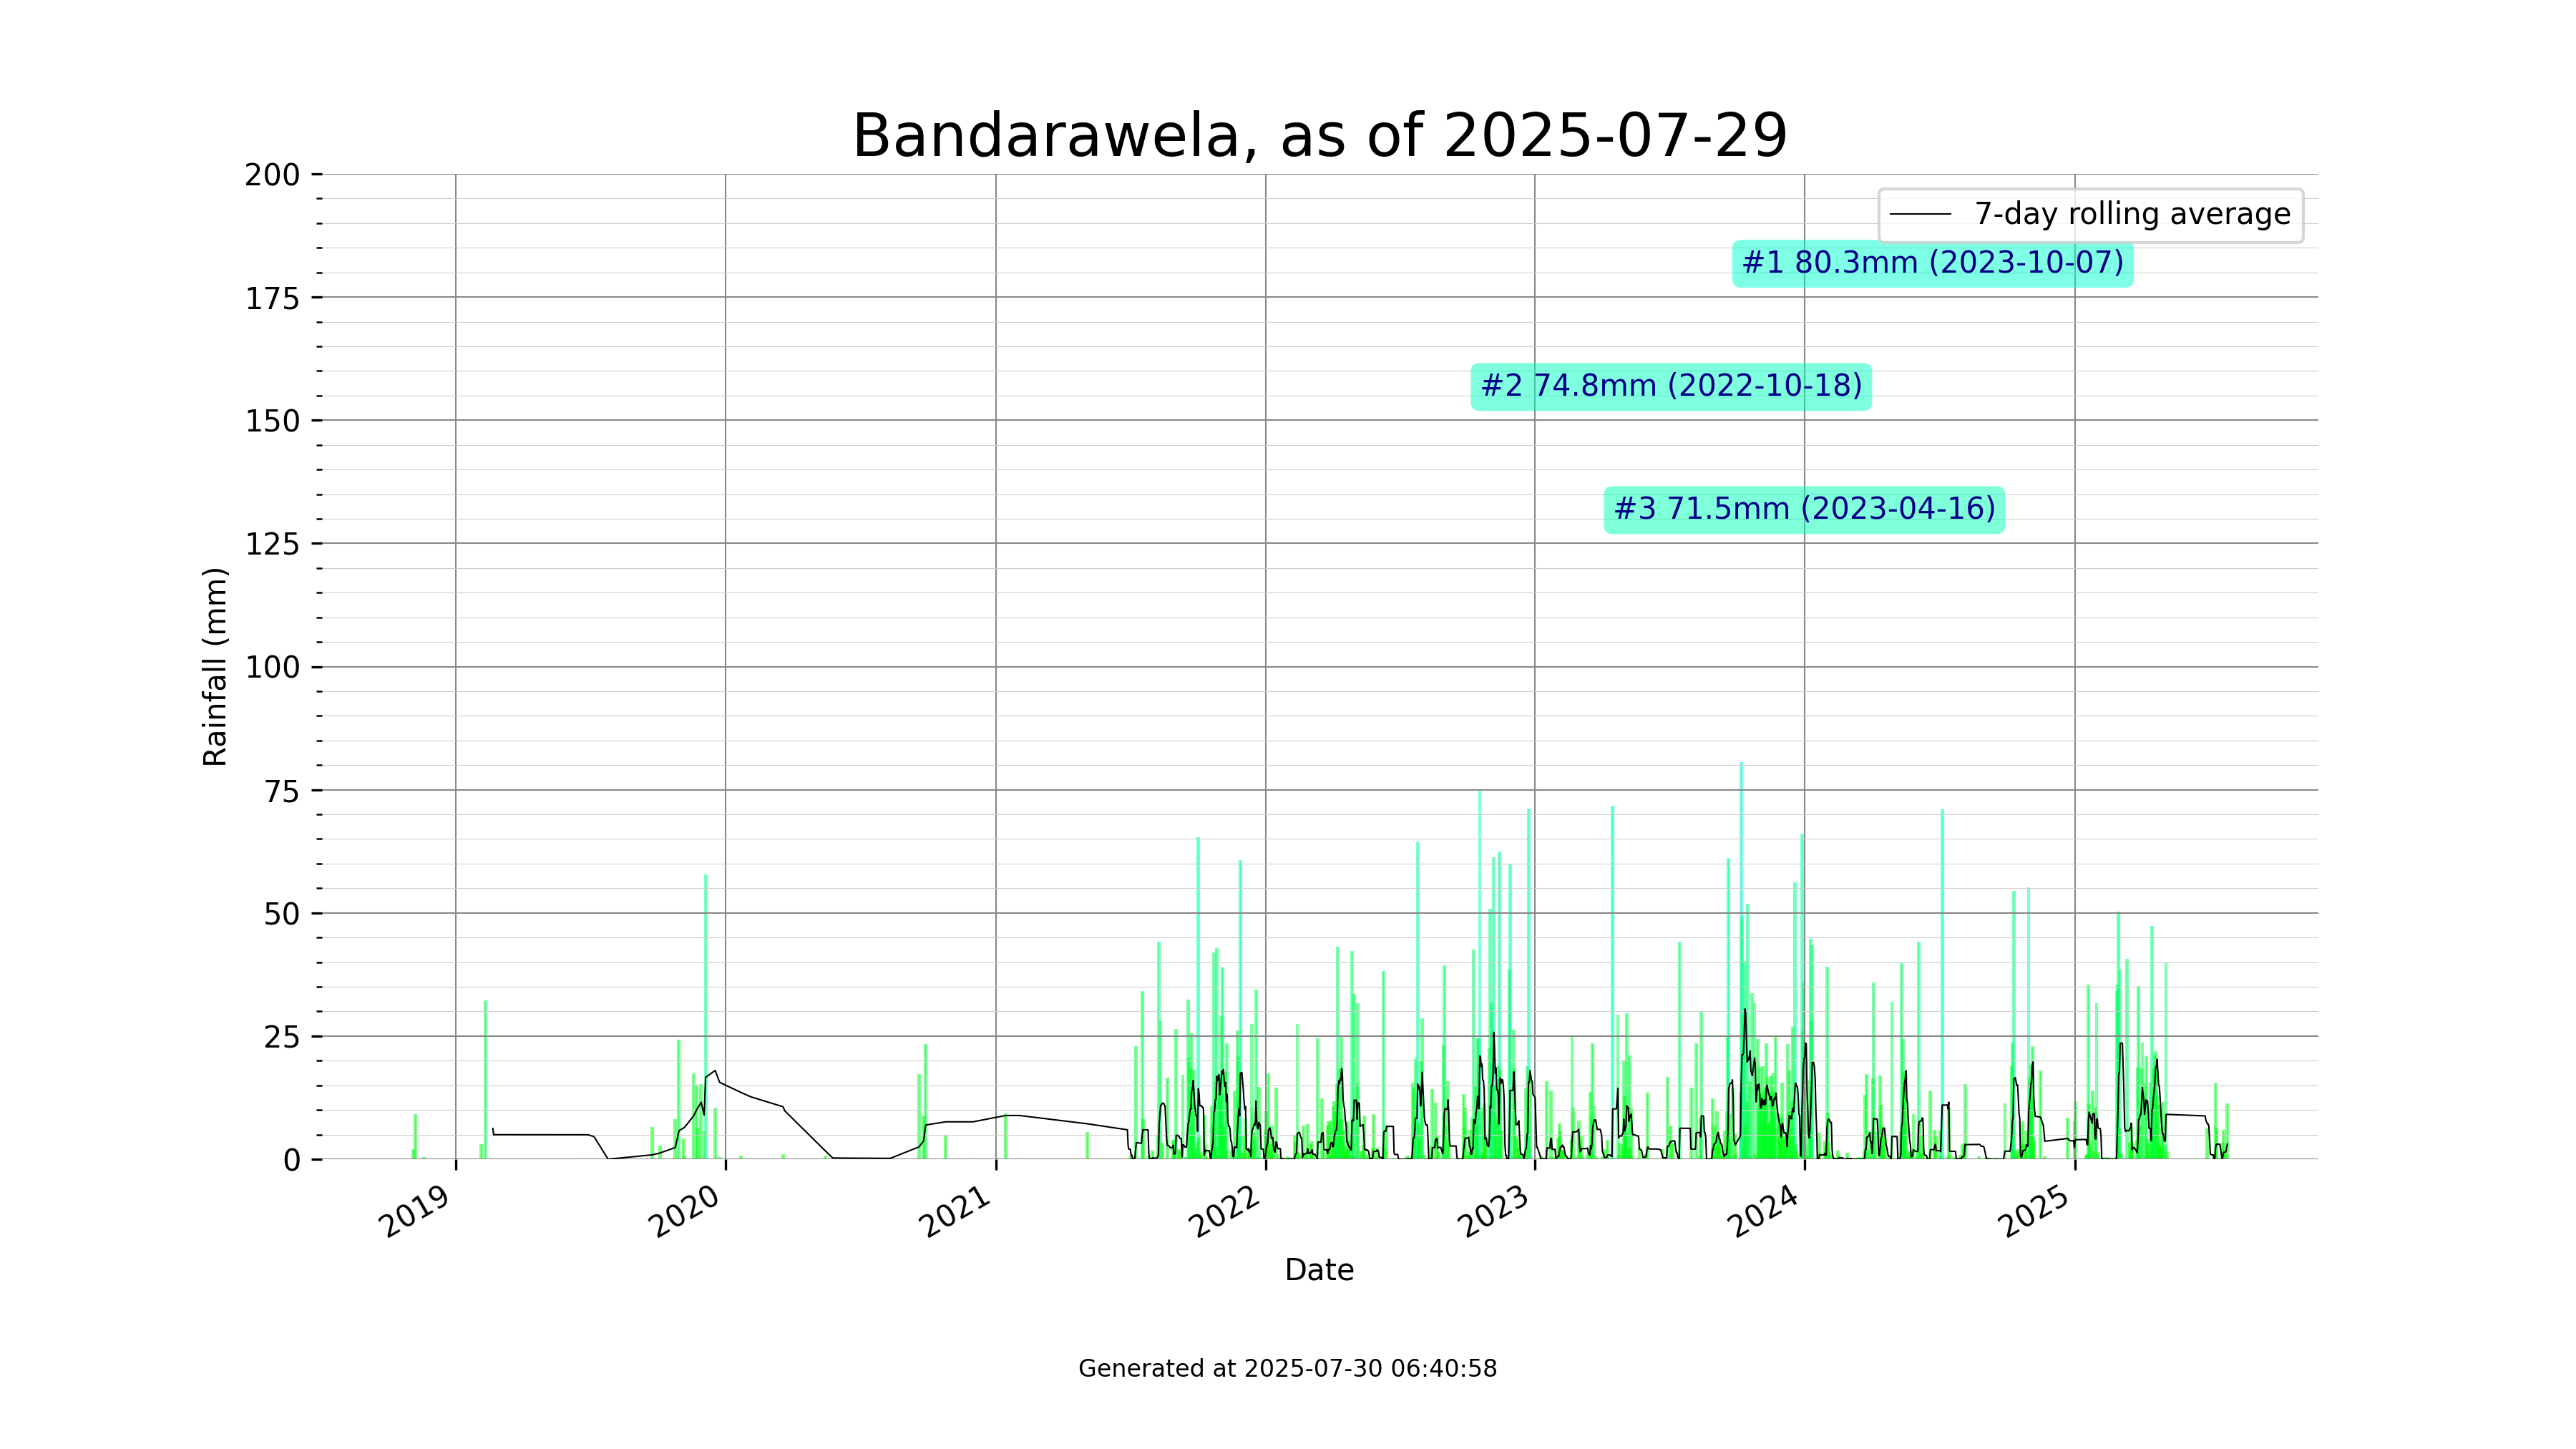 Bandarawela, as of 2025-07-29
7-day rolling average
#1 80.3mm (2023-10-07)
#2 74.8mm (2022-10-18)
#3 71.5mm (2023-04-16)
Rainfall (mm)
200
175
150
125
100
75
50
25
0
2019
2020
2021
2022
2023
2024
2025
Date
Generated at 2025-07-30 06:40:58